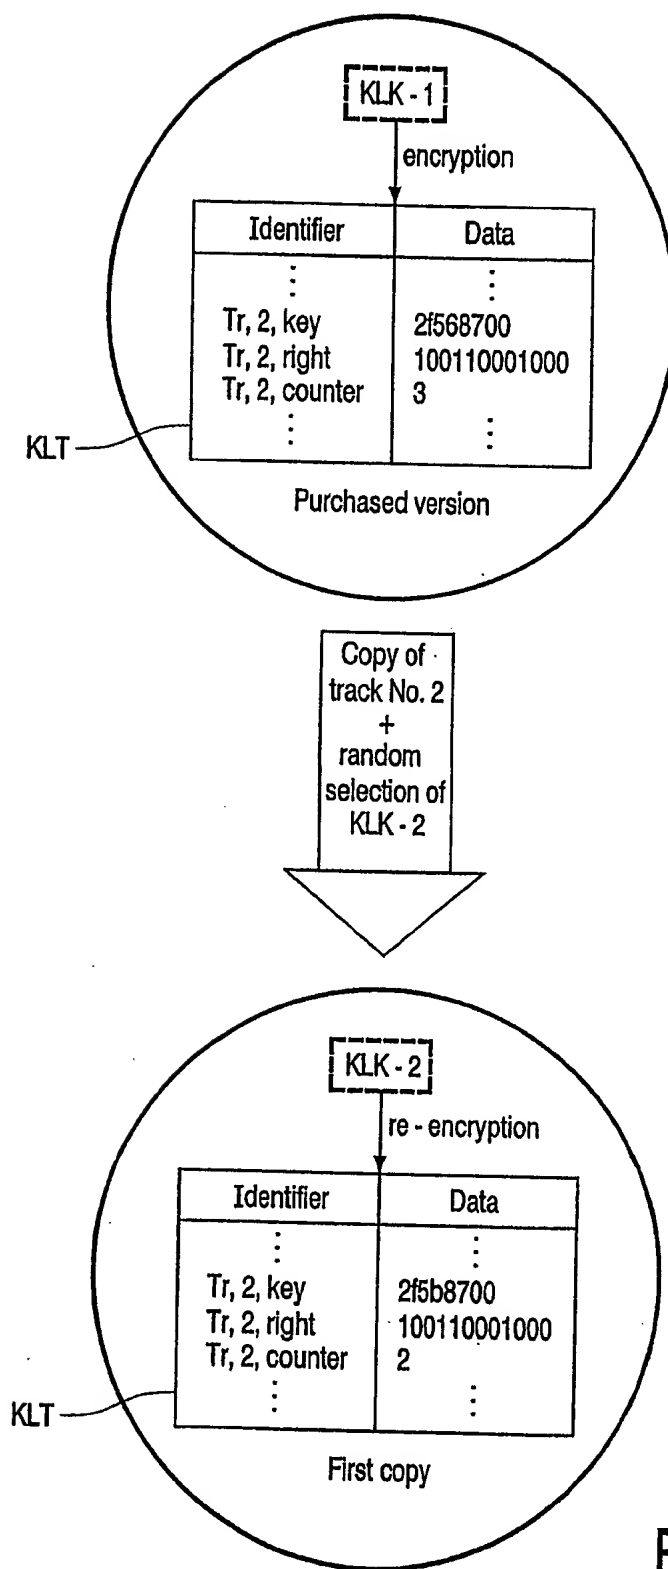 KLK - 1
encryption
Identifier Data
⋮ ⋮
Tr, 2, key 2f568700
Tr, 2, right 100110001000
Tr, 2, counter 3
⋮ ⋮
KLT
Purchased version
Copy of
track No. 2
+
random
selection of
KLK - 2
KLK - 2
re - encryption
Identifier Data
⋮ ⋮
Tr, 2, key 2f5b8700
Tr, 2, right 100110001000
Tr, 2, counter 2
⋮ ⋮
KLT
First copy